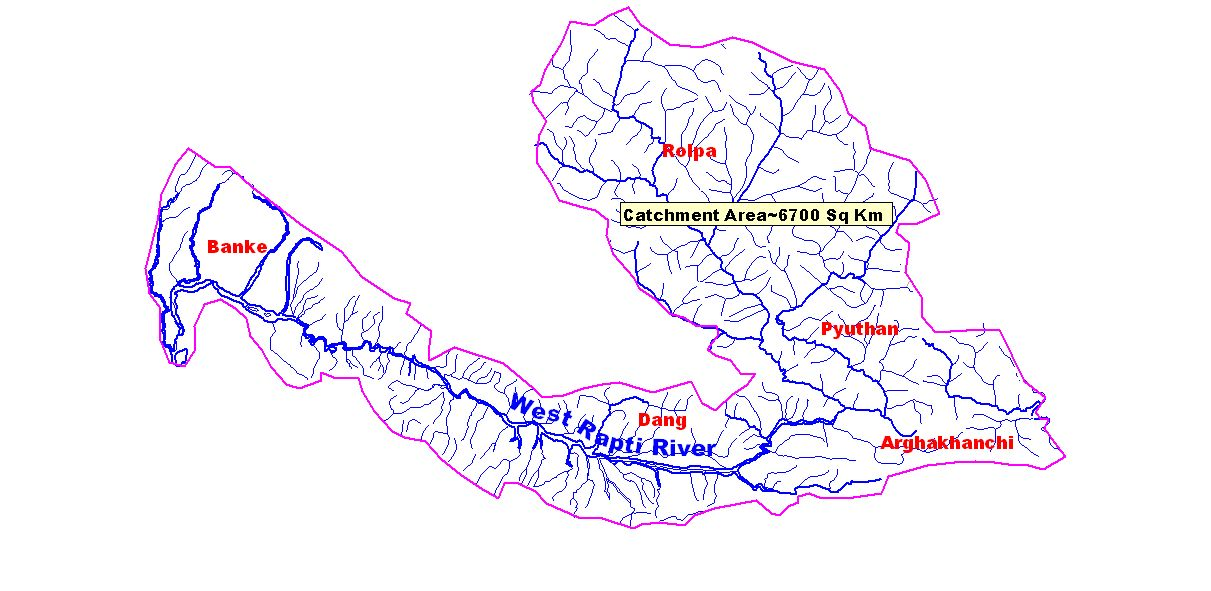 Rolpa
Catchment Area~6700 Sq Km
Banke
Pyuthan
West Rapti River
Dang
Arghakhanchi